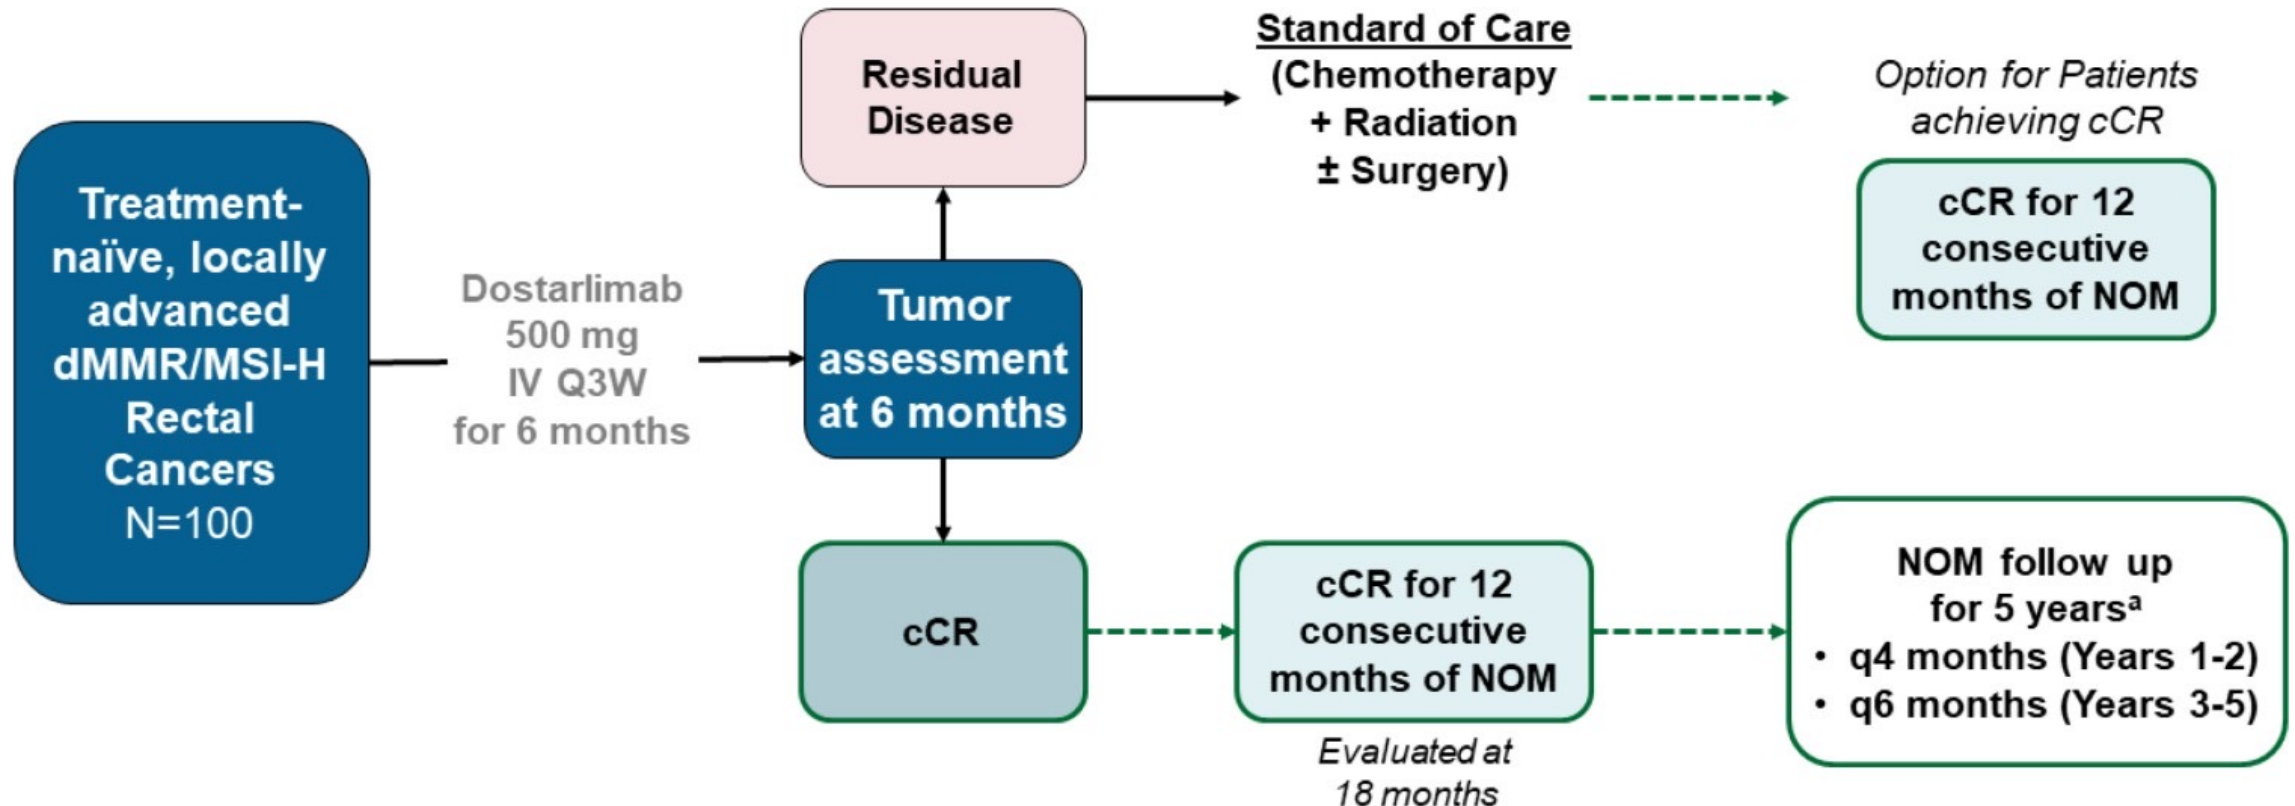 Treatment-
naïve, locally
advanced
dMMR/MSI-H
Rectal
Cancers
N=100
Dostarlimab
500 mg
IV Q3W
for 6 months
Tumor
assessment
at 6 months
Residual
Disease
Standard of Care
(Chemotherapy
+ Radiation
± Surgery)
Option for Patients
achieving cCR
cCR for 12
consecutive
months of NOM
cCR
cCR for 12
consecutive
months of NOM
Evaluated at
18 months
NOM follow up
for 5 yearsᵃ
• q4 months (Years 1-2)
• q6 months (Years 3-5)